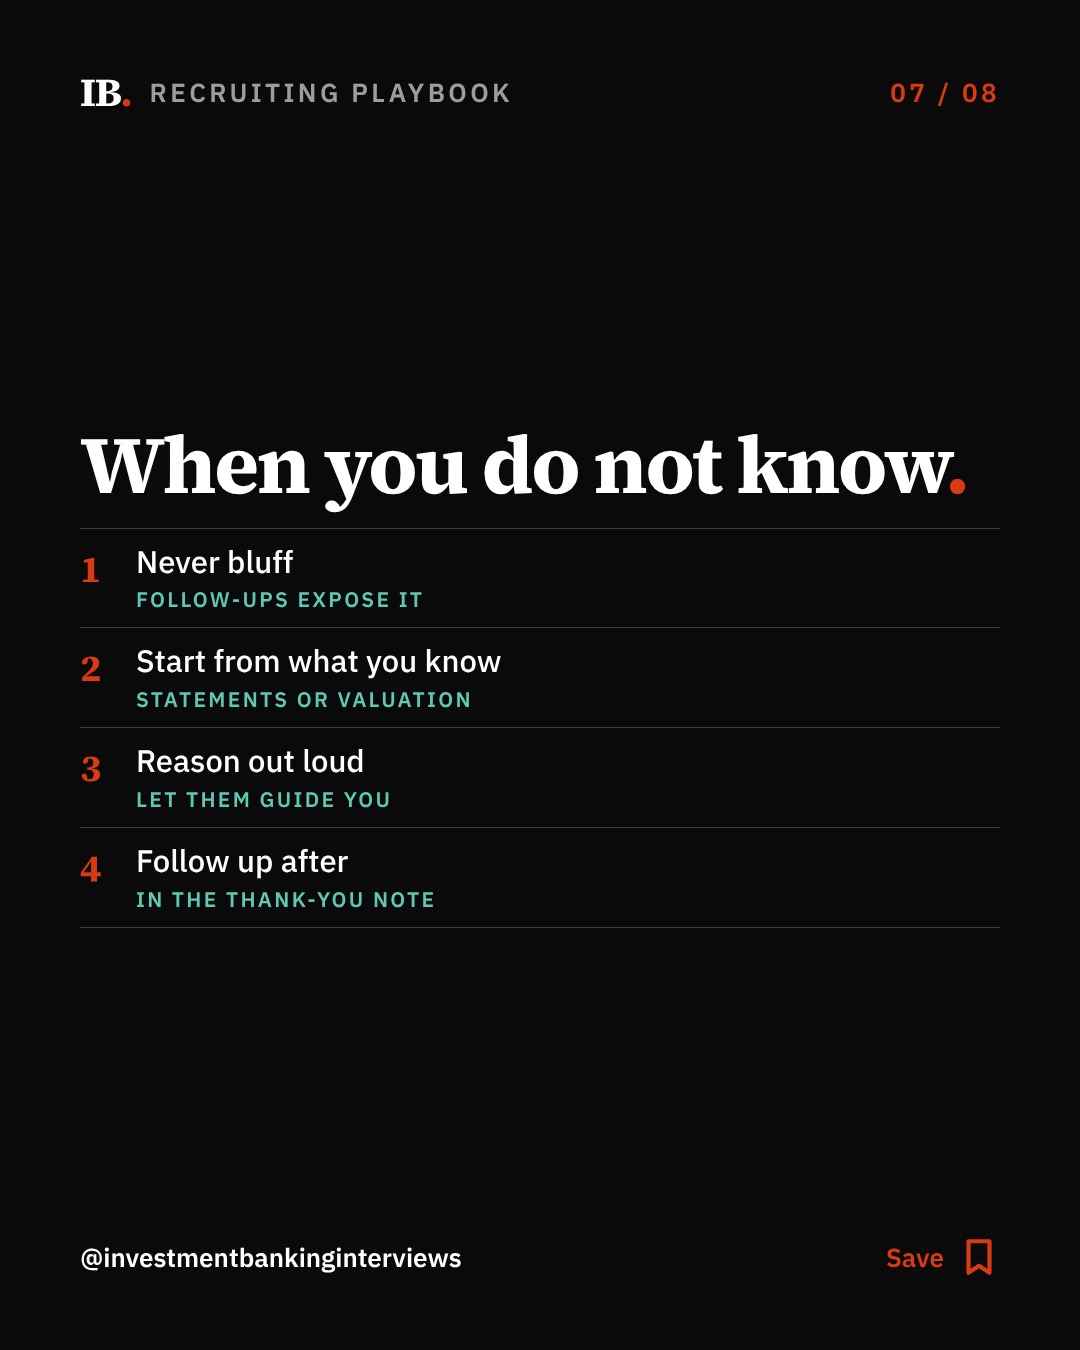 IB. RECRUITING PLAYBOOK
07 / 08
When you do not know.
1 Never bluff
FOLLOW-UPS EXPOSE IT
2 Start from what you know
STATEMENTS OR VALUATION
3 Reason out loud
LET THEM GUIDE YOU
4 Follow up after
IN THE THANK-YOU NOTE
@investmentbankinginterviews
Save